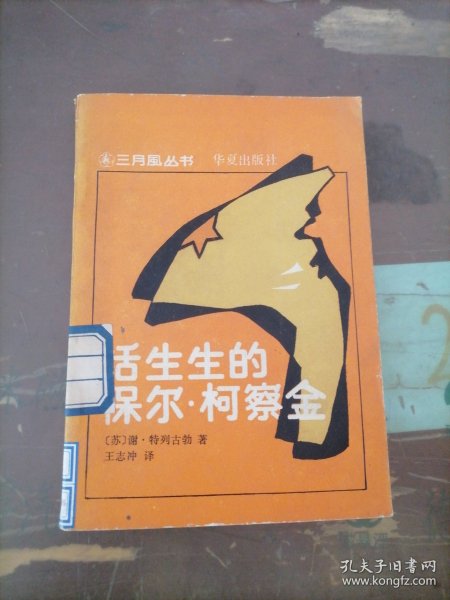 三月風丛书 华夏出版社
活生生的
保尔·柯察金
〔苏〕谢·特列古勃 著
王志冲 译
孔夫子旧书网
www.kongfz.com